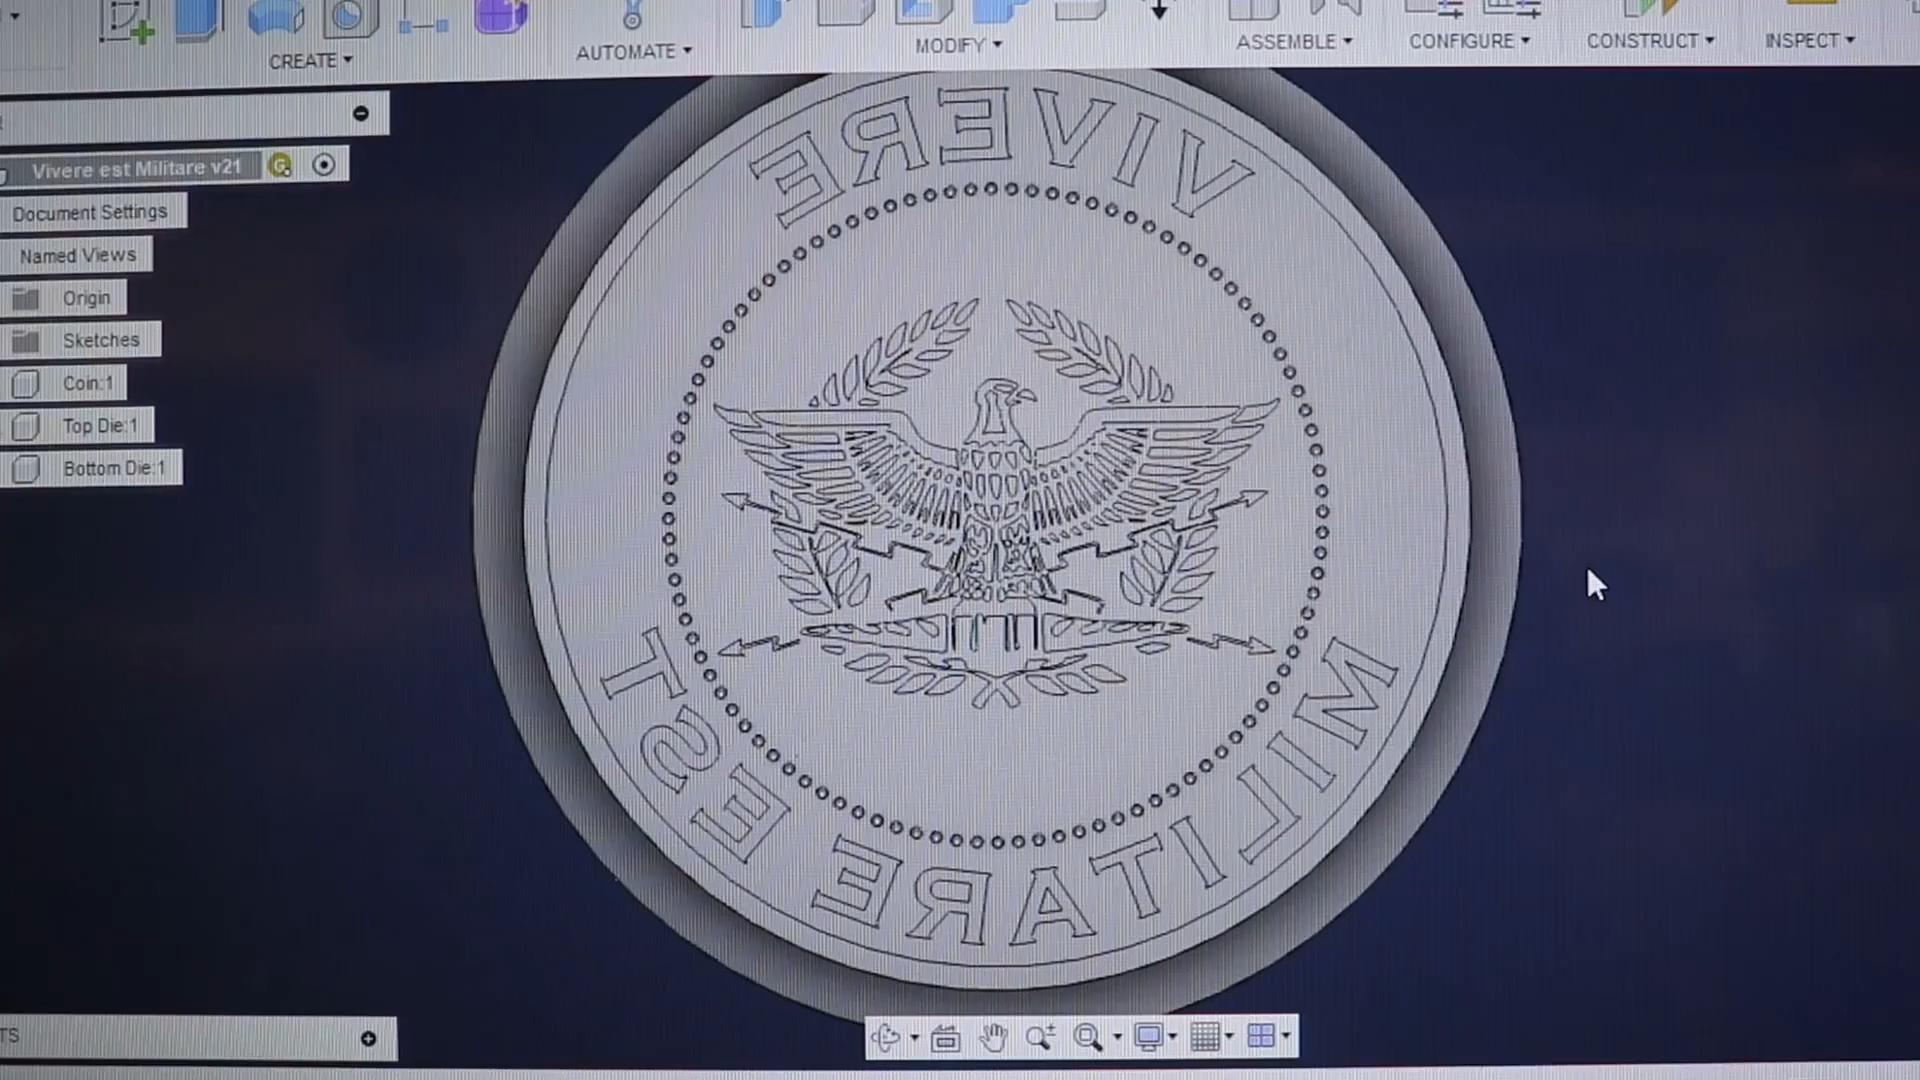 CREATE
AUTOMATE
MODIFY
ASSEMBLE
CONFIGURE
CONSTRUCT
INSPECT
Vivere est Militare v21
Document Settings
Named Views
Origin
Sketches
Coin:1
Top Die:1
Bottom Die:1
VIVERE
EST
MILITARE
TS